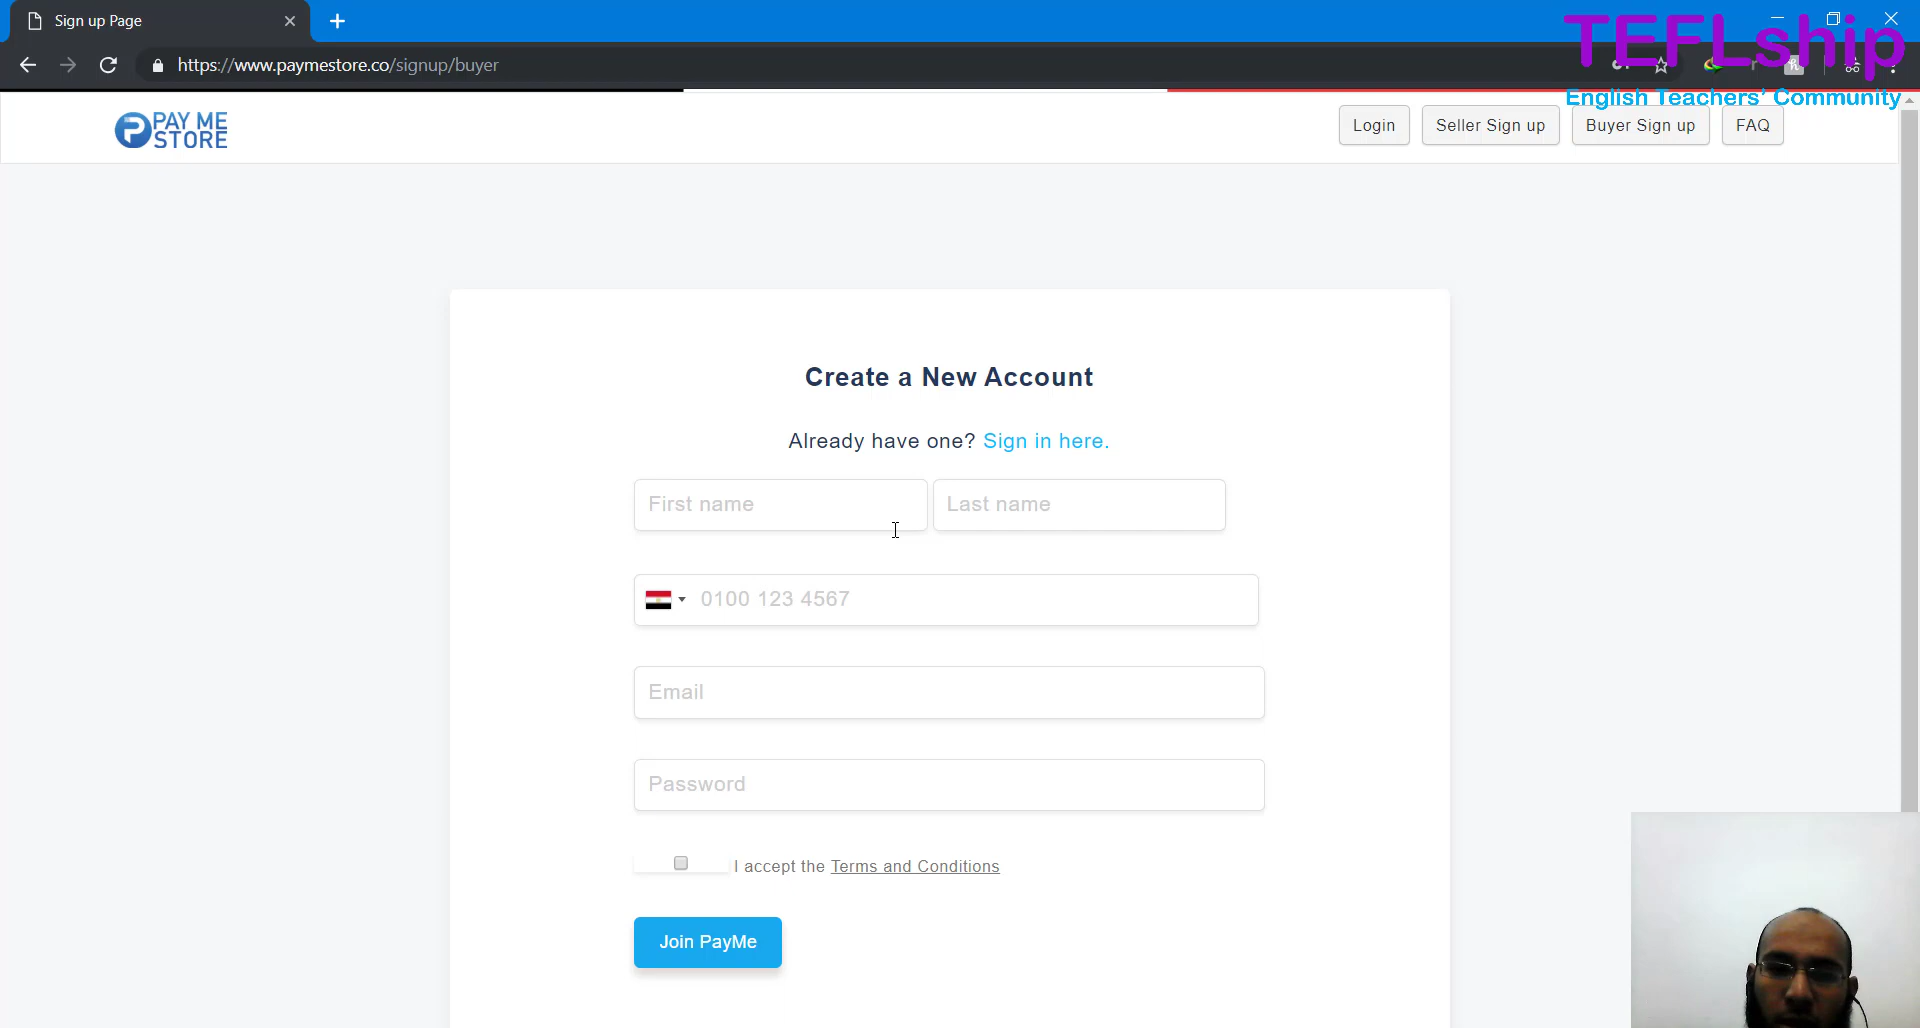 Sign up Page
TEFLship
https://www.paymestore.co/signup/buyer
English Teachers' Community
PAY ME
STORE
Login
Seller Sign up
Buyer Sign up
FAQ
Create a New Account
Already have one? Sign in here.
First name
Last name
0100 123 4567
Email
Password
I accept the Terms and Conditions
Join PayMe